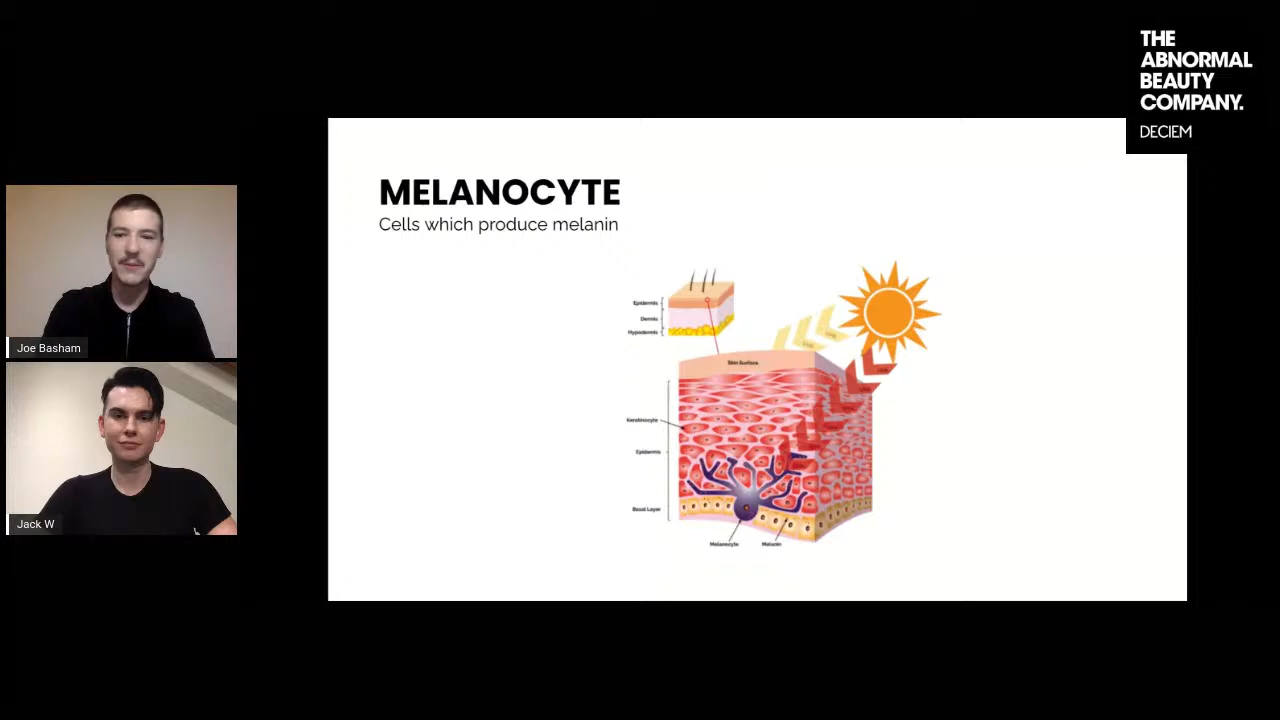 THE
ABNORMAL
BEAUTY
COMPANY.
DECIEM
MELANOCYTE
Cells which produce melanin
Epidermis
Dermis
Hypodermis
Skin Surface
Keratinocyte
Epidermis
Basal Layer
Melanocyte
Melanin
Joe Basham
Jack W